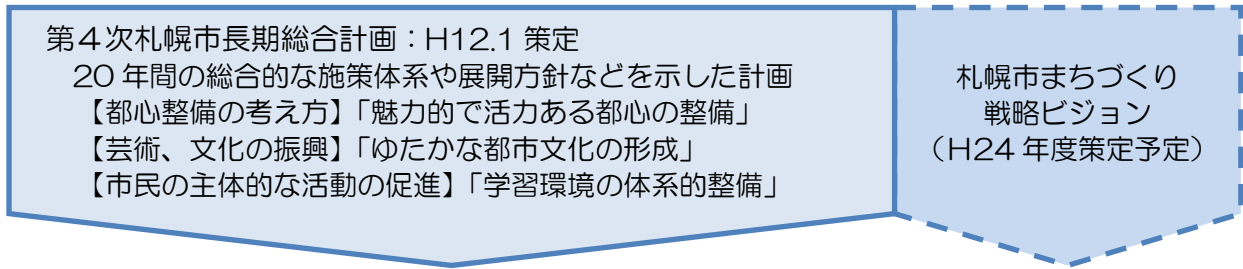 第４次札幌市長期総合計画：H12.1 策定
20 年間の総合的な施策体系や展開方針などを示した計画
【都心整備の考え方】「魅力的で活力ある都心の整備」
【芸術、文化の振興】「ゆたかな都市文化の形成」
【市民の主体的な活動の促進】「学習環境の体系的整備」
札幌市まちづくり
戦略ビジョン
（H24 年度策定予定）